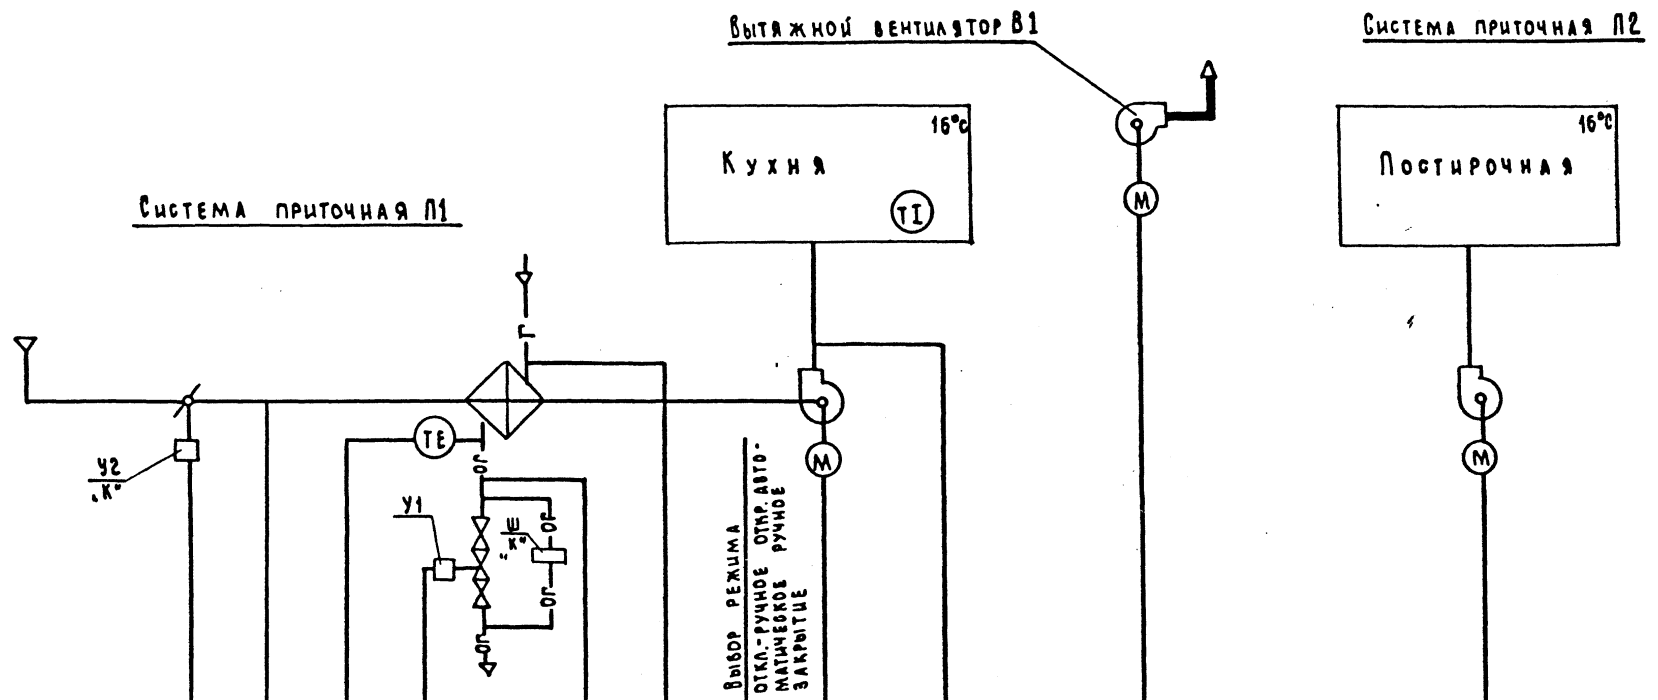 Вытяжной вентилятор В1
Система приточная П2
16°С
Кухня
TI
М
16°С
Постирочная
Система приточная П1
Г
TE
ОГ
У2
„К"
У1
Ш
„К"
ОГ
ОГ
ОГ
М
М
Выбор режима
Откл.-ручное откр. авто-
матическое ручное
закрытие